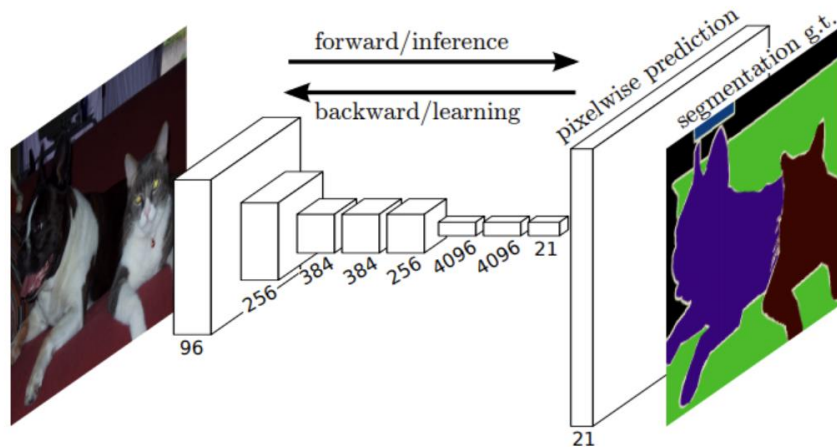 forward/inference
backward/learning
pixelwise prediction
segmentation g.t.
96
256
384
384
256
4096
4096
21
21